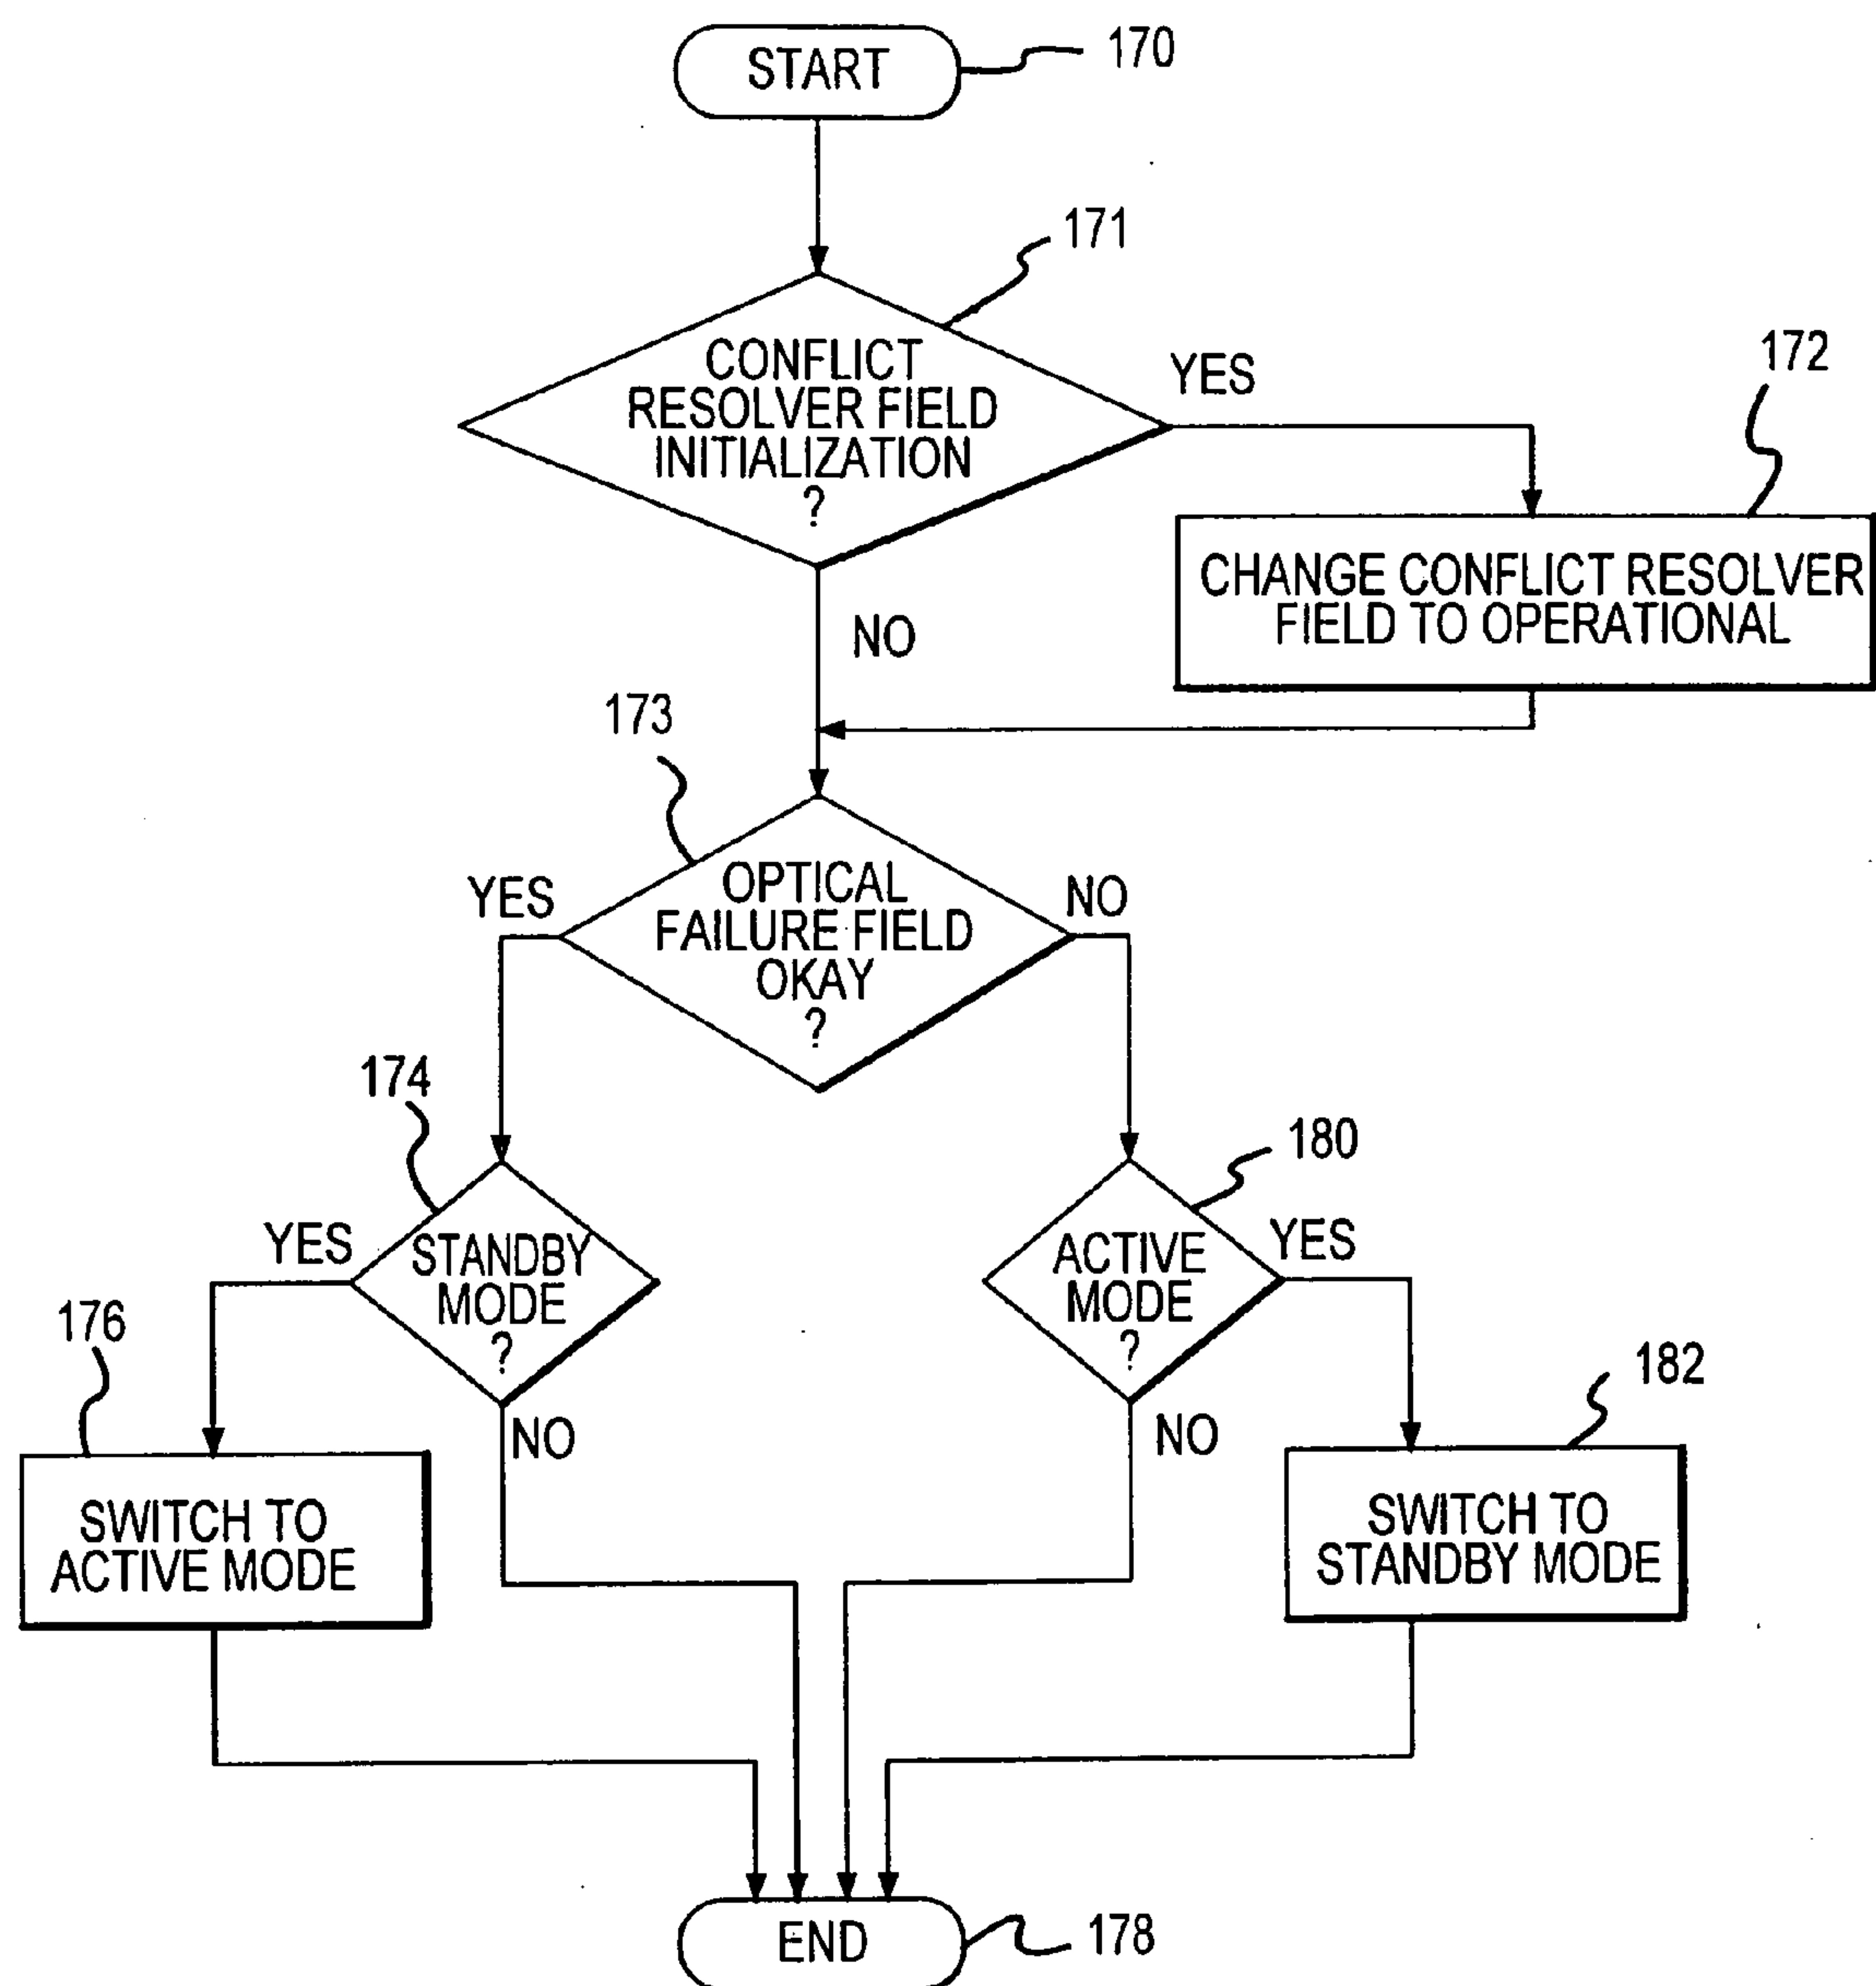 START
170
171
CONFLICT
RESOLVER FIELD
INITIALIZATION
?
YES
172
CHANGE CONFLICT RESOLVER
FIELD TO OPERATIONAL
NO
173
OPTICAL
FAILURE FIELD
OKAY
?
YES
NO
174
180
YES
STANDBY
MODE
?
ACTIVE
MODE
?
YES
176
182
NO
NO
SWITCH TO
ACTIVE MODE
SWITCH TO
STANDBY MODE
END
178